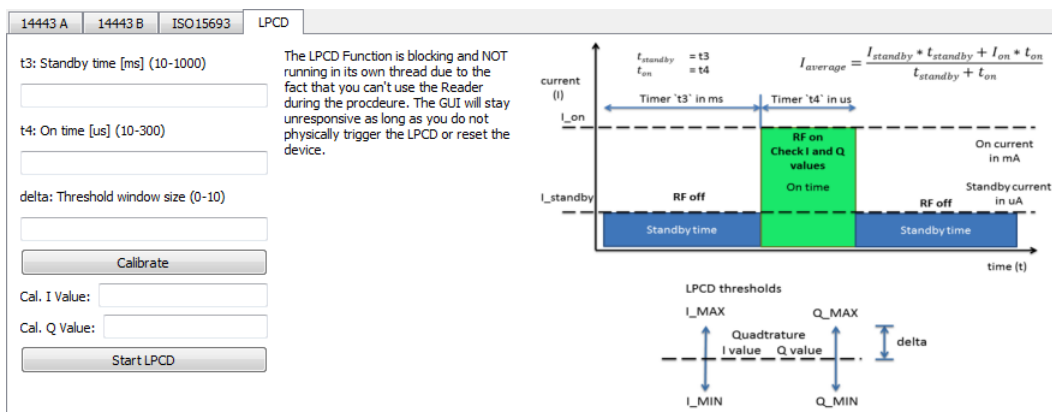 14443 A
14443 B
ISO15693
LPCD
t3: Standby time [ms] (10-1000)
t4: On time [us] (10-300)
delta: Threshold window size (0-10)
Calibrate
Cal. I Value:
Cal. Q Value:
Start LPCD
The LPCD Function is blocking and NOT
running in its own thread due to the
fact that you can't use the Reader
during the procdeure. The GUI will stay
unresponsive as long as you do not
physically trigger the LPCD or reset the
device.
t_standby = t3
t_on = t4
I_average = (I_standby * t_standby + I_on * t_on) / (t_standby + t_on)
current
(I)
Timer `t3` in ms
Timer `t4` in us
I_on
RF on
Check I and Q
values
On time
On current
in mA
I_standby
RF off
RF off
Standby current
in uA
Standby time
Standby time
time (t)
LPCD thresholds
I_MAX
Q_MAX
Quadtrature
I value
Q value
delta
I_MIN
Q_MIN